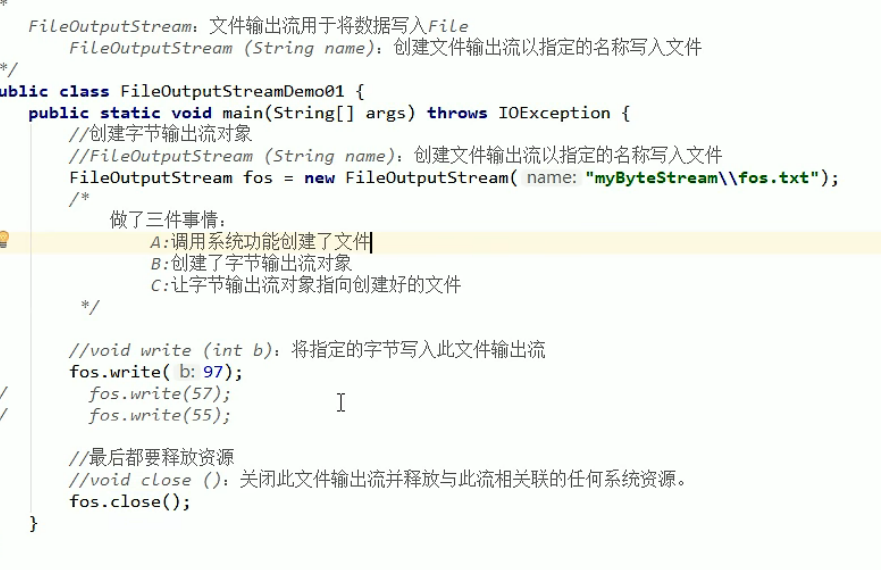 *
FileOutputStream：文件输出流用于将数据写入File
FileOutputStream (String name)：创建文件输出流以指定的名称写入文件
*/
ublic class FileOutputStreamDemo01 {
public static void main(String[] args) throws IOException {
//创建字节输出流对象
//FileOutputStream (String name)：创建文件输出流以指定的名称写入文件
FileOutputStream fos = new FileOutputStream( name: "myByteStream\\fos.txt");
/*
做了三件事情：
A:调用系统功能创建了文件
B:创建了字节输出流对象
C:让字节输出流对象指向创建好的文件
*/
//void write (int b)：将指定的字节写入此文件输出流
fos.write( b: 97);
/ fos.write(57);
/ fos.write(55);
//最后都要释放资源
//void close ()：关闭此文件输出流并释放与此流相关联的任何系统资源。
fos.close();
}